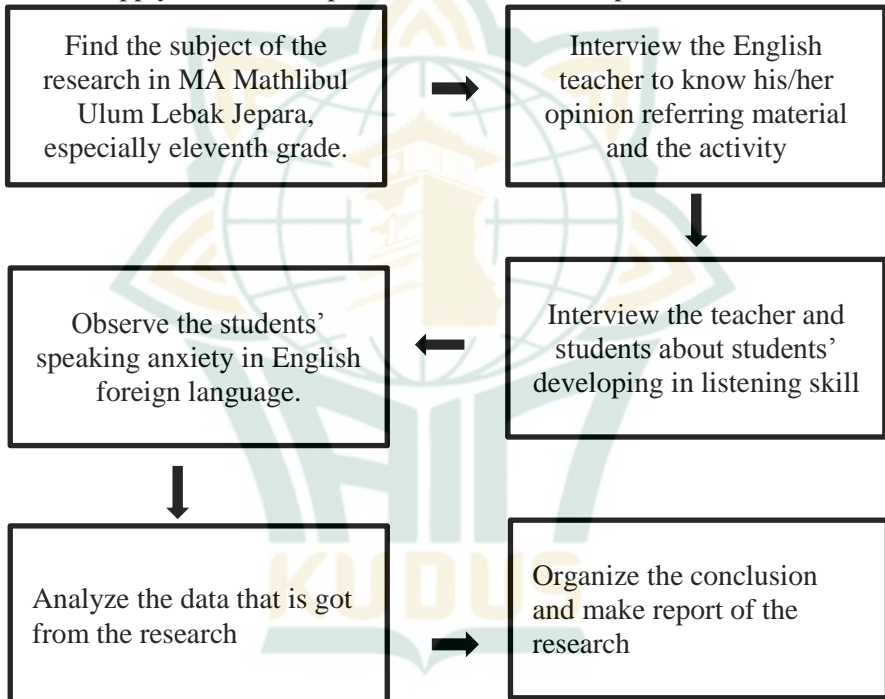 Find the subject of the
research in MA Mathlibul
Ulum Lebak Jepara,
especially eleventh grade.
Interview the English
teacher to know his/her
opinion referring material
and the activity
Interview the teacher and
students about students’
developing in listening skill
Observe the students’
speaking anxiety in English
foreign language.
Analyze the data that is got
from the research
Organize the conclusion
and make report of the
research
KUDUS